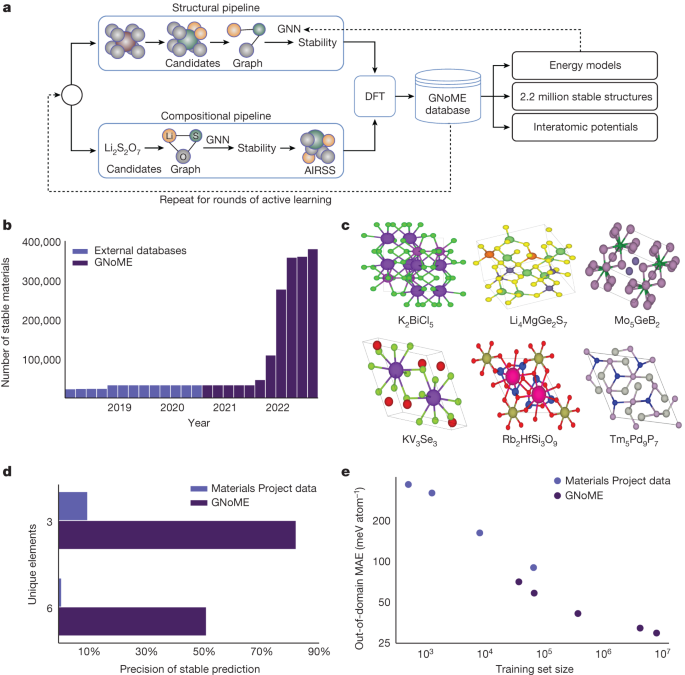 a
Structural pipeline
GNN
Candidates
Graph
Stability
Compositional pipeline
Li₂S₂O₇
Li
S
O
GNN
Stability
Candidates
Graph
AIRSS
DFT
GNoME
database
Energy models
2.2 million stable structures
Interatomic potentials
Repeat for rounds of active learning
b
400,000
300,000
200,000
100,000
Number of stable materials
External databases
GNoME
2019
2020
2021
2022
Year
c
K₂BiCl₅
Li₄MgGe₂S₇
Mo₅GeB₂
KV₃Se₃
Rb₂HfSi₃O₉
Tm₅Pd₉P₇
d
Materials Project data
GNoME
Unique elements
3
6
10%
30%
50%
70%
90%
Precision of stable prediction
e
Materials Project data
GNoME
Out-of-domain MAE (meV atom⁻¹)
200
100
50
25
10³
10⁴
10⁵
10⁶
10⁷
Training set size